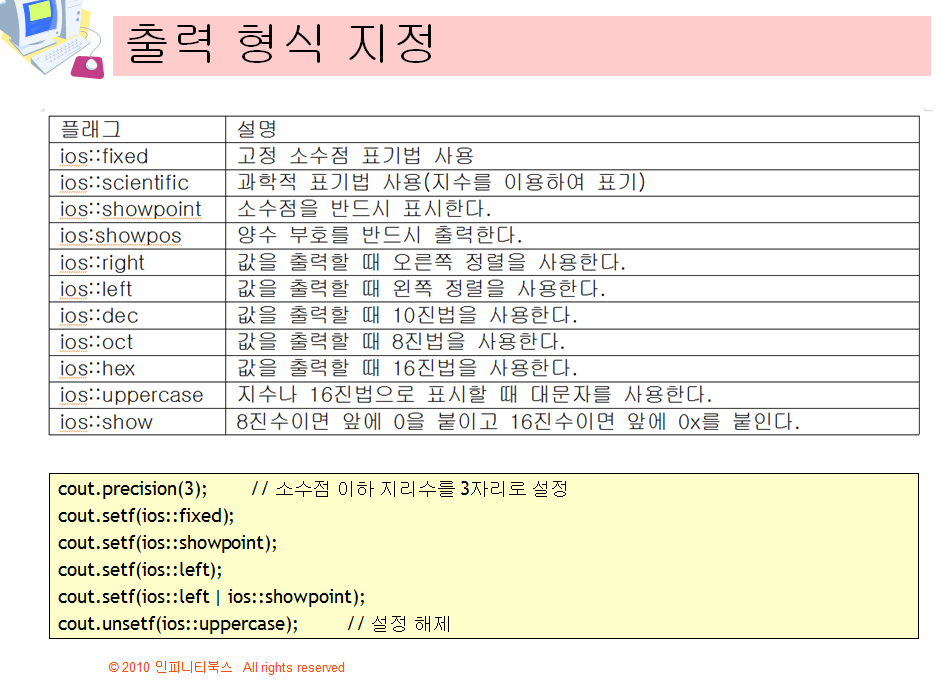 출력 형식 지정
플래그 설명
ios::fixed 고정 소수점 표기법 사용
ios::scientific 과학적 표기법 사용(지수를 이용하여 표기)
ios::showpoint 소수점을 반드시 표시한다.
ios:showpos 양수 부호를 반드시 출력한다.
ios::right 값을 출력할 때 오른쪽 정렬을 사용한다.
ios::left 값을 출력할 때 왼쪽 정렬을 사용한다.
ios::dec 값을 출력할 때 10진법을 사용한다.
ios::oct 값을 출력할 때 8진법을 사용한다.
ios::hex 값을 출력할 때 16진법을 사용한다.
ios::uppercase 지수나 16진법으로 표시할 때 대문자를 사용한다.
ios::show 8진수이면 앞에 0을 붙이고 16진수이면 앞에 0x를 붙인다.
cout.precision(3); // 소수점 이하 지리수를 3자리로 설정
cout.setf(ios::fixed);
cout.setf(ios::showpoint);
cout.setf(ios::left);
cout.setf(ios::left | ios::showpoint);
cout.unsetf(ios::uppercase); // 설정 해제
© 2010 인피니티북스 All rights reserved